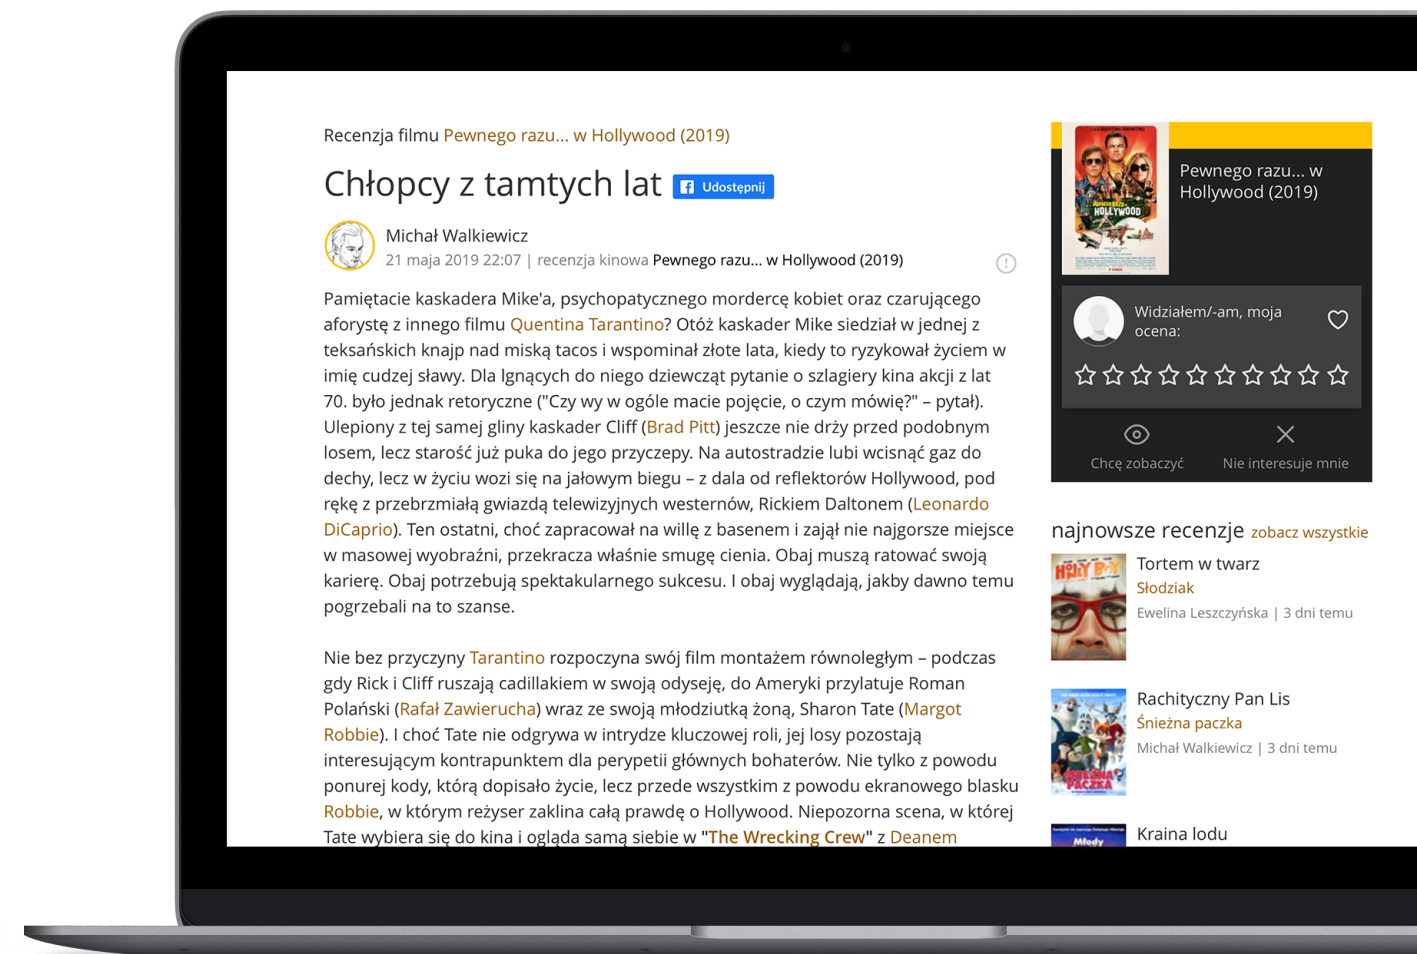 Recenzja filmu Pewnego razu... w Hollywood (2019)
Chłopcy z tamtych lat
Udostępnij
Michał Walkiewicz
21 maja 2019 22:07 | recenzja kinowa Pewnego razu... w Hollywood (2019)
Pamiętacie kaskadera Mike'a, psychopatycznego mordercę kobiet oraz czarującego
aforystę z innego filmu Quentina Tarantino? Otóż kaskader Mike siedział w jednej z
teksańskich knajp nad miską tacos i wspominał złote lata, kiedy to ryzykował życiem w
imię cudzej sławy. Dla lgnących do niego dziewcząt pytanie o szlagiery kina akcji z lat
70. było jednak retoryczne ("Czy wy w ogóle macie pojęcie, o czym mówię?" – pytał).
Ulepiony z tej samej gliny kaskader Cliff (Brad Pitt) jeszcze nie drży przed podobnym
losem, lecz starość już puka do jego przyczepy. Na autostradzie lubi wcisnąć gaz do
dechy, lecz w życiu wozi się na jałowym biegu – z dala od reflektorów Hollywood, pod
rękę z przebrzmiałą gwiazdą telewizyjnych westernów, Rickiem Daltonem (Leonardo
DiCaprio). Ten ostatni, choć zapracował na willę z basenem i zajął nie najgorsze miejsce
w masowej wyobraźni, przekracza właśnie smugę cienia. Obaj muszą ratować swoją
karierę. Obaj potrzebują spektakularnego sukcesu. I obaj wyglądają, jakby dawno temu
pogrzebali na to szanse.
Nie bez przyczyny Tarantino rozpoczyna swój film montażem równoległym – podczas
gdy Rick i Cliff ruszają cadillakiem w swoją odyseję, do Ameryki przylatuje Roman
Polański (Rafał Zawierucha) wraz ze swoją młodziutką żoną, Sharon Tate (Margot
Robbie). I choć Tate nie odgrywa w intrydze kluczowej roli, jej losy pozostają
interesującym kontrapunktem dla perypetii głównych bohaterów. Nie tylko z powodu
ponurej kody, którą dopisało życie, lecz przede wszystkim z powodu ekranowego blasku
Robbie, w którym reżyser zaklina całą prawdę o Hollywood. Niepozorna scena, w której
Tate wybiera się do kina i ogląda samą siebie w "The Wrecking Crew" z Deanem
HOLLYWOOD
Pewnego razu... w
Hollywood (2019)
Widziałem/-am, moja
ocena:
Chcę zobaczyć
Nie interesuje mnie
najnowsze recenzje zobacz wszystkie
HONEY BOY
Tortem w twarz
Słodziak
Ewelina Leszczyńska | 3 dni temu
ŚNIEŻNA
PACZKA
Rachityczny Pan Lis
Śnieżna paczka
Michał Walkiewicz | 3 dni temu
Młody
Kraina lodu